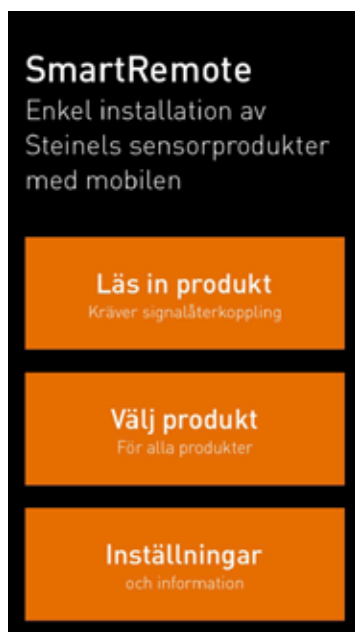 SmartRemote
Enkel installation av
Steinels sensorprodukter
med mobilen
Läs in produkt
Kräver signalåterkoppling
Välj produkt
För alla produkter
Inställningar
och information